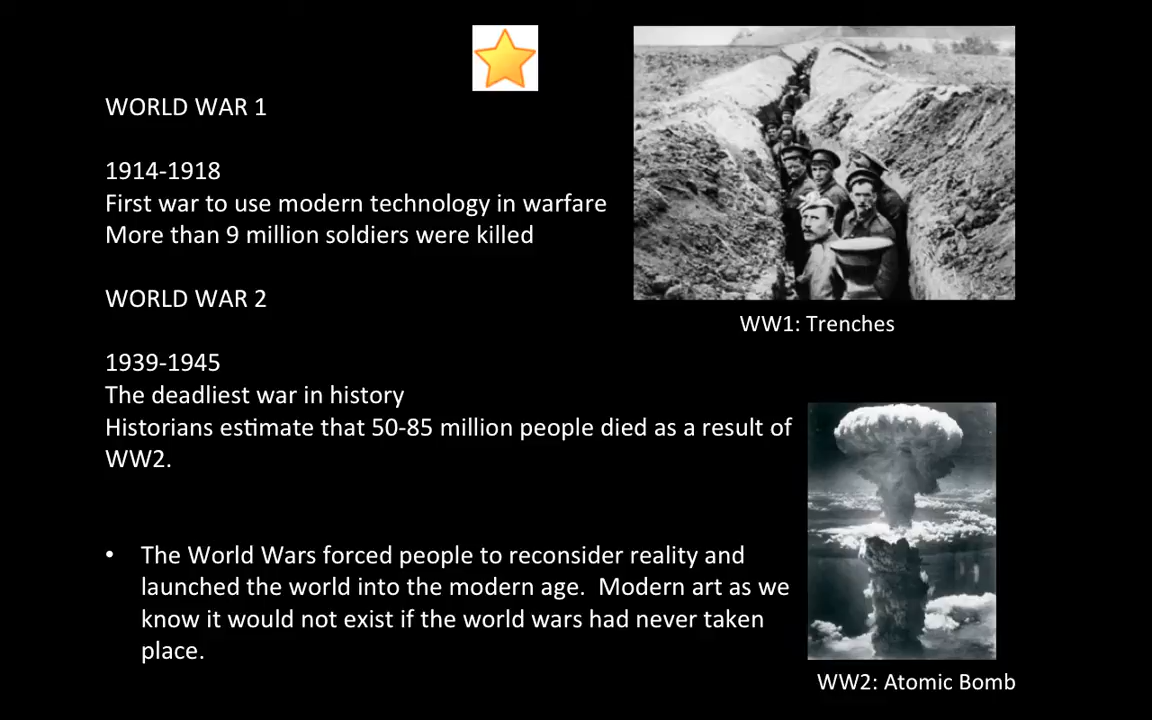 WORLD WAR 1
1914-1918
First war to use modern technology in warfare
More than 9 million soldiers were killed
WW1: Trenches
WORLD WAR 2
1939-1945
The deadliest war in history
Historians estimate that 50-85 million people died as a result of
WW2.
• The World Wars forced people to reconsider reality and
launched the world into the modern age.  Modern art as we
know it would not exist if the world wars had never taken
place.
WW2: Atomic Bomb